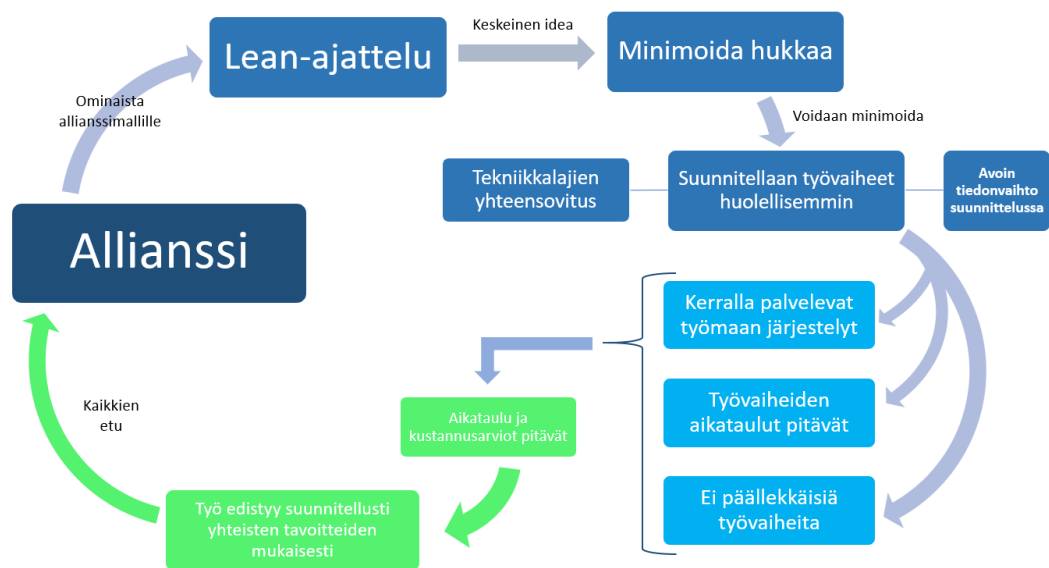 Keskeinen idea
Lean-ajattelu
Minimoida hukkaa
Ominaista
allianssimallille
Voidaan minimoida
Tekniikkalajien
yhteensovitus
Suunnitellaan työvaiheet
huolellisemmin
Avoin
tiedonvaihto
suunnittelussa
Allianssi
Kerralla palvelevat
työmaan järjestelyt
Työvaiheiden
aikataulut pitävät
Ei päällekkäisiä
työvaiheita
Aikataulu ja
kustannusarviot pitävät
Kaikkien
etu
Työ edistyy suunnitellusti
yhteisten tavoitteiden
mukaisesti